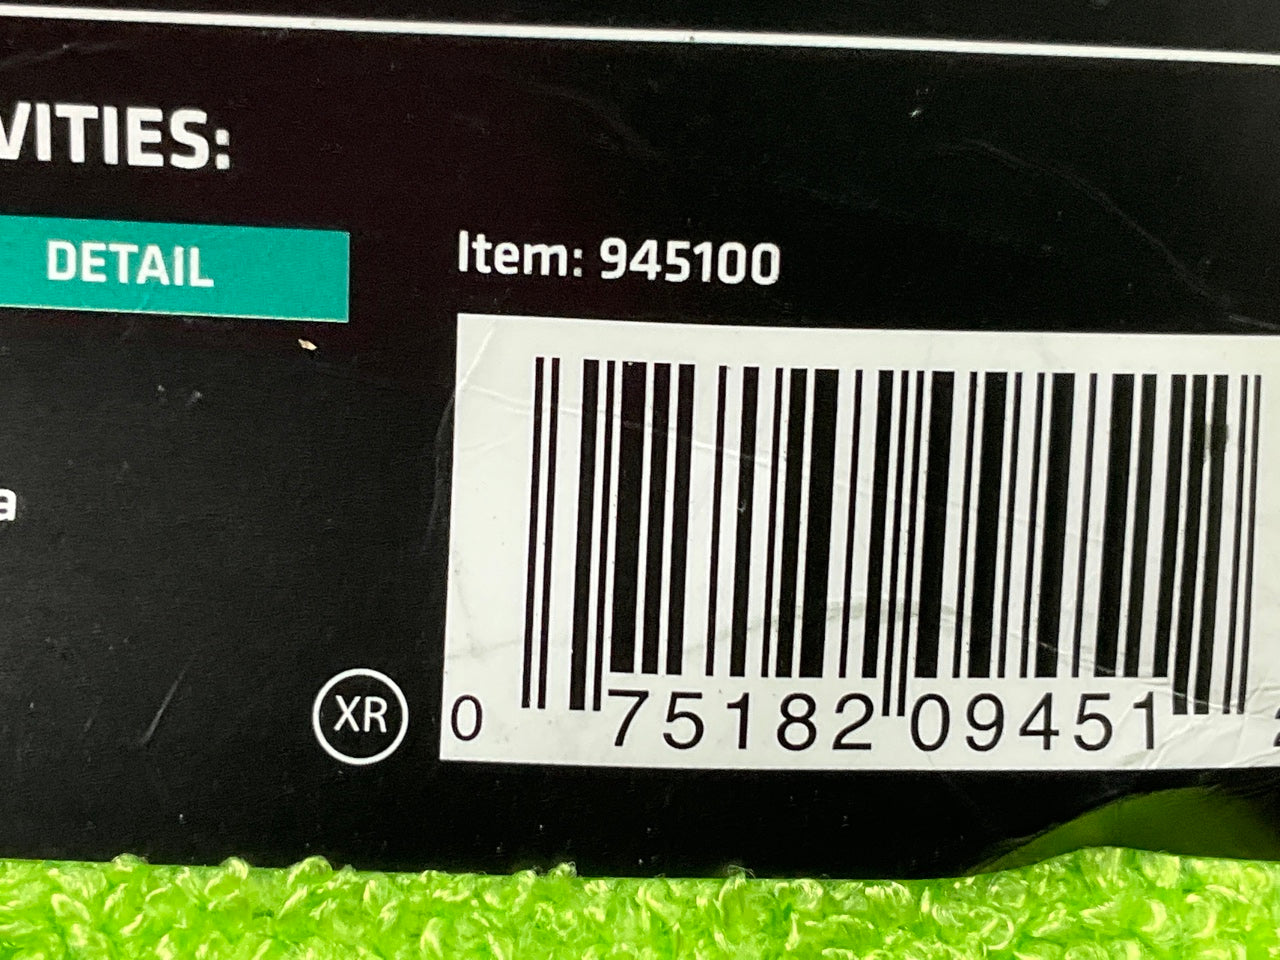 VITIES:
DETAIL
Item: 945100
a
XR
0 75182 09451